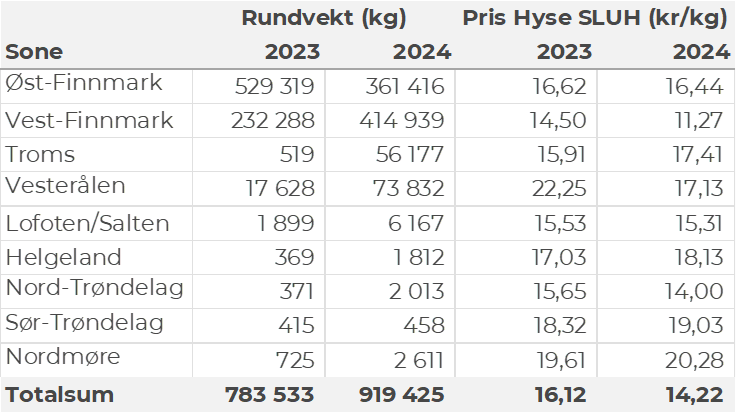 Rundvekt (kg) Pris Hyse SLUH (kr/kg)
Sone 2023 2024 2023 2024
Øst-Finnmark 529 319 361 416 16,62 16,44
Vest-Finnmark 232 288 414 939 14,50 11,27
Troms 519 56 177 15,91 17,41
Vesterålen 17 628 73 832 22,25 17,13
Lofoten/Salten 1 899 6 167 15,53 15,31
Helgeland 369 1 812 17,03 18,13
Nord-Trøndelag 371 2 013 15,65 14,00
Sør-Trøndelag 415 458 18,32 19,03
Nordmøre 725 2 611 19,61 20,28
Totalsum 783 533 919 425 16,12 14,22